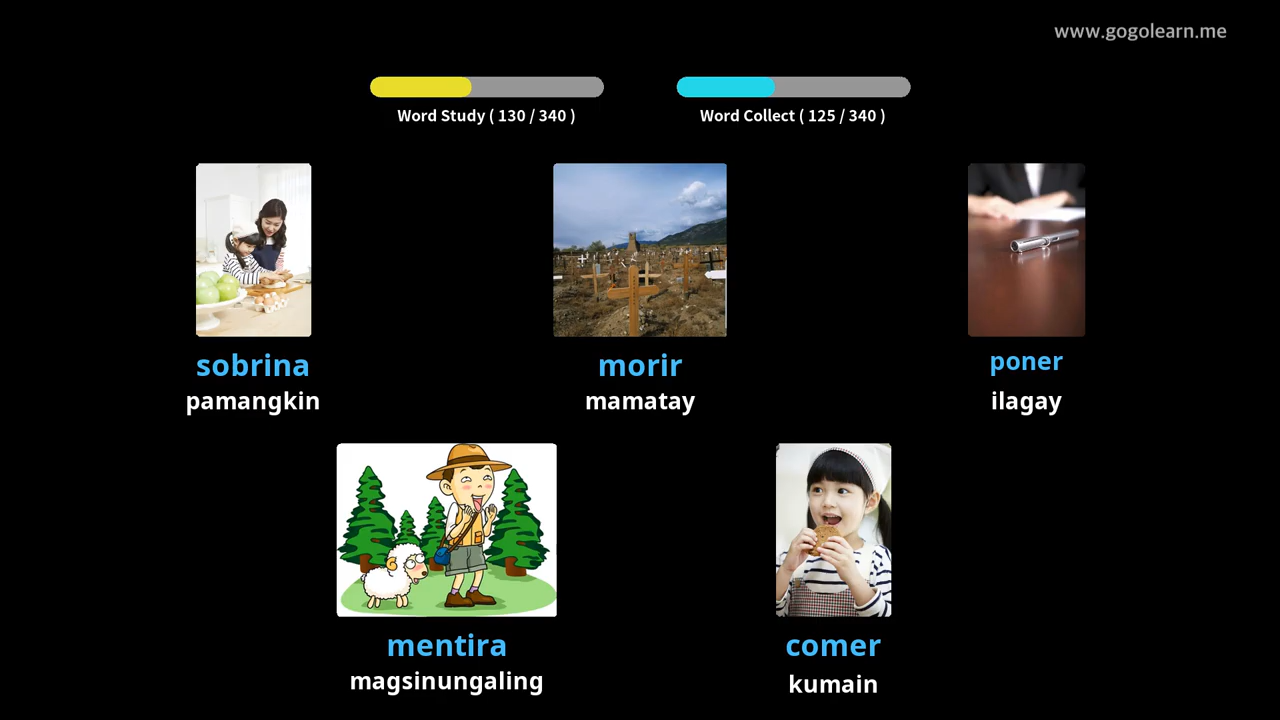 www.gogolearn.me
Word Study ( 130 / 340 )
Word Collect ( 125 / 340 )
sobrina
pamangkin
morir
mamatay
poner
ilagay
mentira
magsinungaling
comer
kumain